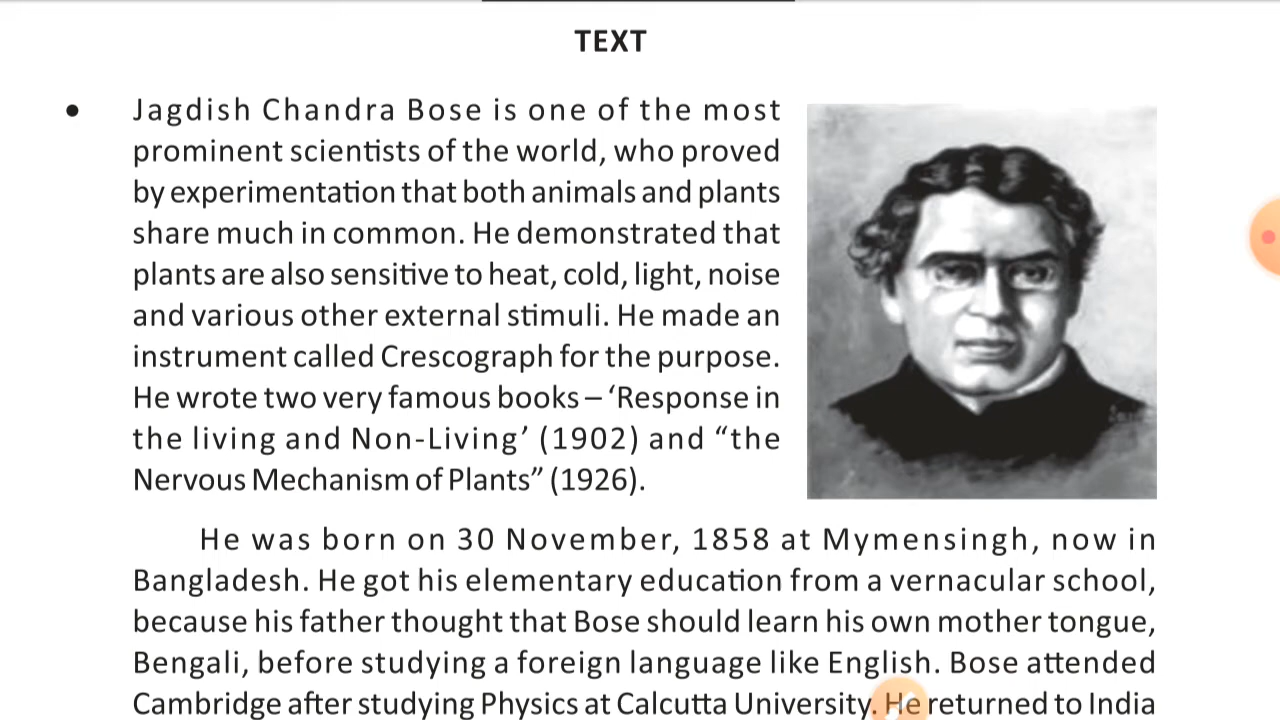 TEXT
• Jagdish Chandra Bose is one of the most
prominent scientists of the world, who proved
by experimentation that both animals and plants
share much in common. He demonstrated that
plants are also sensitive to heat, cold, light, noise
and various other external stimuli. He made an
instrument called Crescograph for the purpose.
He wrote two very famous books – ‘Response in
the living and Non-Living’ (1902) and “the
Nervous Mechanism of Plants” (1926).
He was born on 30 November, 1858 at Mymensingh, now in
Bangladesh. He got his elementary education from a vernacular school,
because his father thought that Bose should learn his own mother tongue,
Bengali, before studying a foreign language like English. Bose attended
Cambridge after studying Physics at Calcutta University. He returned to India